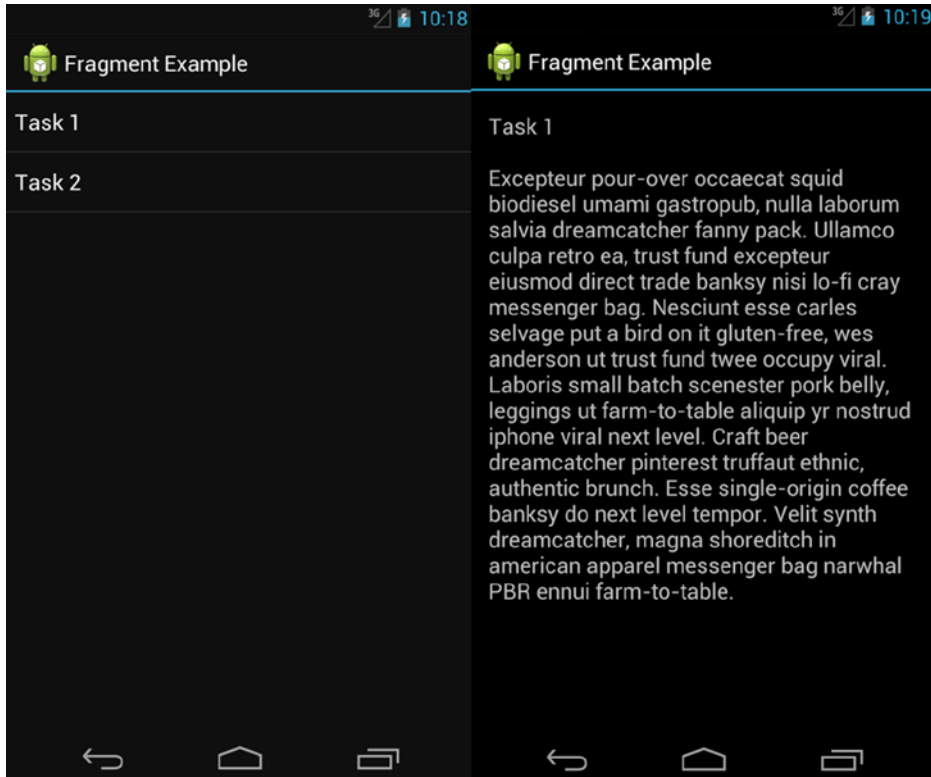 3G 10:18
Fragment Example
Task 1
Task 2
3G 10:19
Fragment Example
Task 1
Excepteur pour-over occaecat squid
biodiesel umami gastropub, nulla laborum
salvia dreamcatcher fanny pack. Ullamco
culpa retro ea, trust fund excepteur
eiusmod direct trade banksy nisi lo-fi cray
messenger bag. Nesciunt esse carles
selvage put a bird on it gluten-free, wes
anderson ut trust fund twee occupy viral.
Laboris small batch scenester pork belly,
leggings ut farm-to-table aliquip yr nostrud
iphone viral next level. Craft beer
dreamcatcher pinterest truffaut ethnic,
authentic brunch. Esse single-origin coffee
banksy do next level tempor. Velit synth
dreamcatcher, magna shoreditch in
american apparel messenger bag narwhal
PBR ennui farm-to-table.